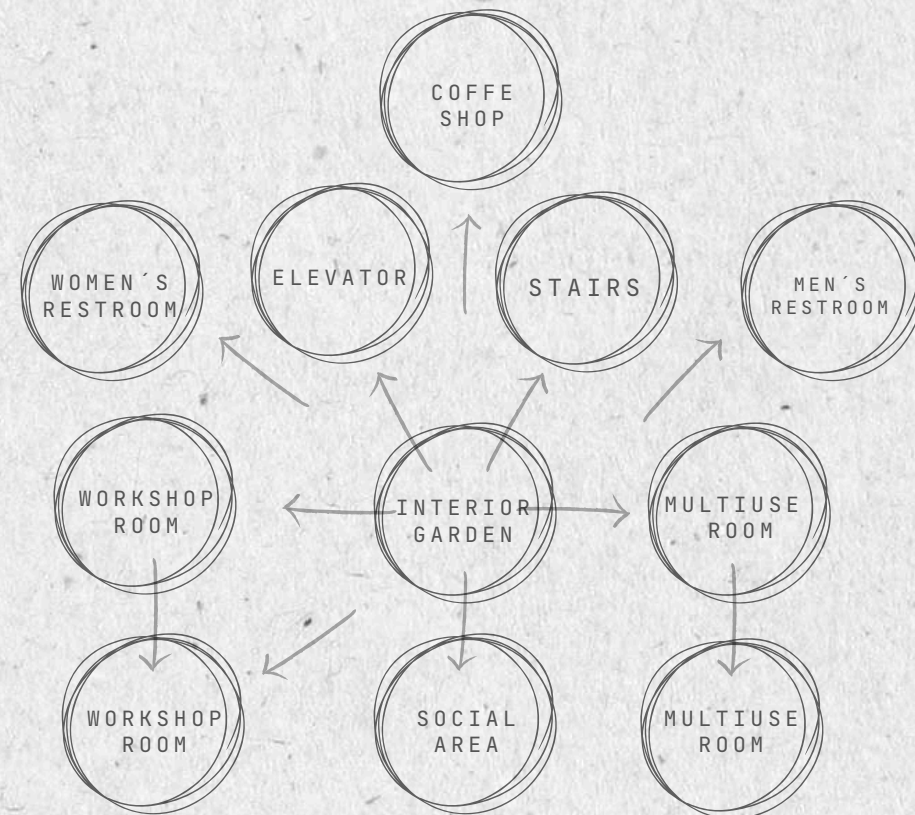 COFFE
SHOP
WOMEN´S
RESTROOM
ELEVATOR
STAIRS
MEN´S
RESTROOM
WORKSHOP
ROOM
INTERIOR
GARDEN
MULTIUSE
ROOM
WORKSHOP
ROOM
SOCIAL
AREA
MULTIUSE
ROOM